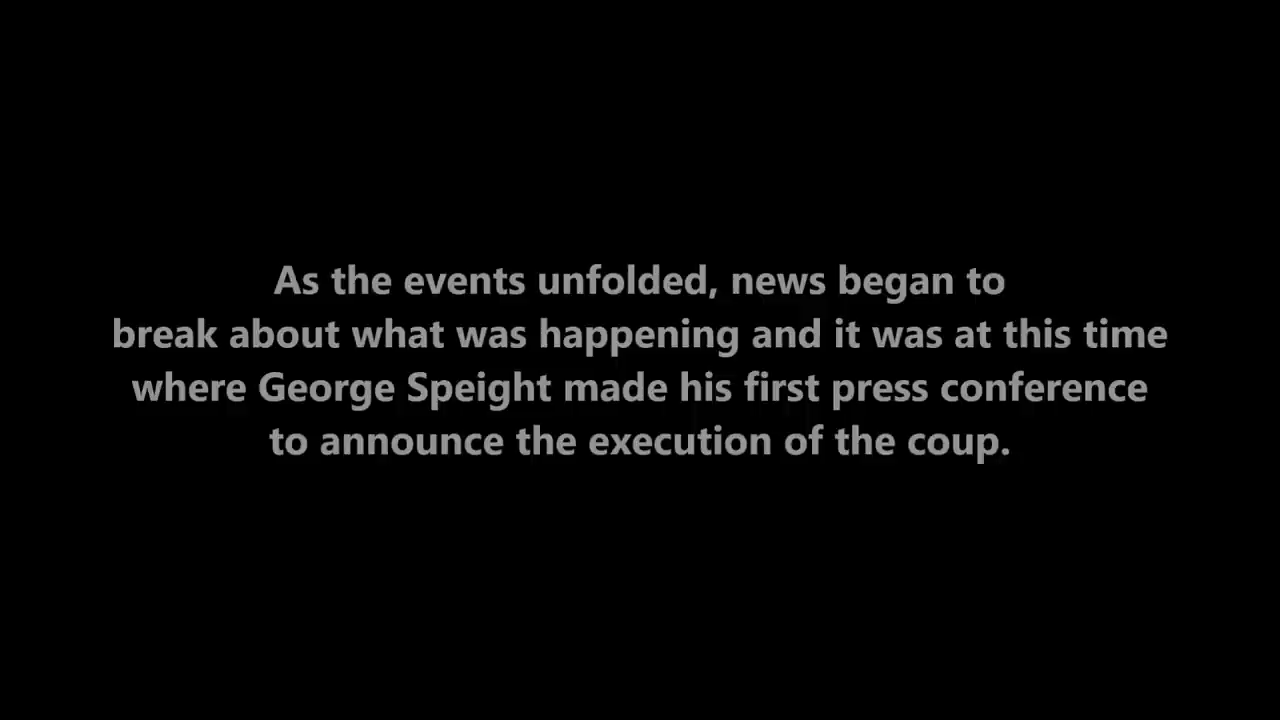 As the events unfolded, news began to
break about what was happening and it was at this time
where George Speight made his first press conference
to announce the execution of the coup.